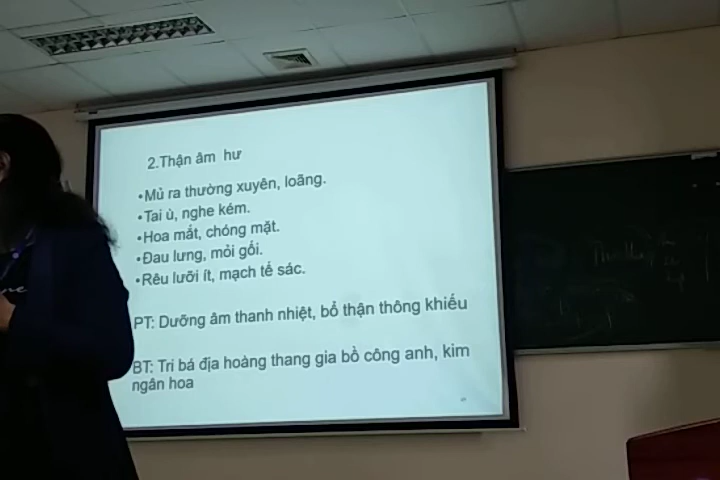 2.Thận âm hư
•Mủ ra thường xuyên, loãng.
•Tai ù, nghe kém.
•Hoa mắt, chóng mặt.
•Đau lưng, mỏi gối.
•Rêu lưỡi ít, mạch tế sác.
PT: Dưỡng âm thanh nhiệt, bổ thận thông khiếu
BT: Tri bá địa hoàng thang gia bồ công anh, kim
ngân hoa